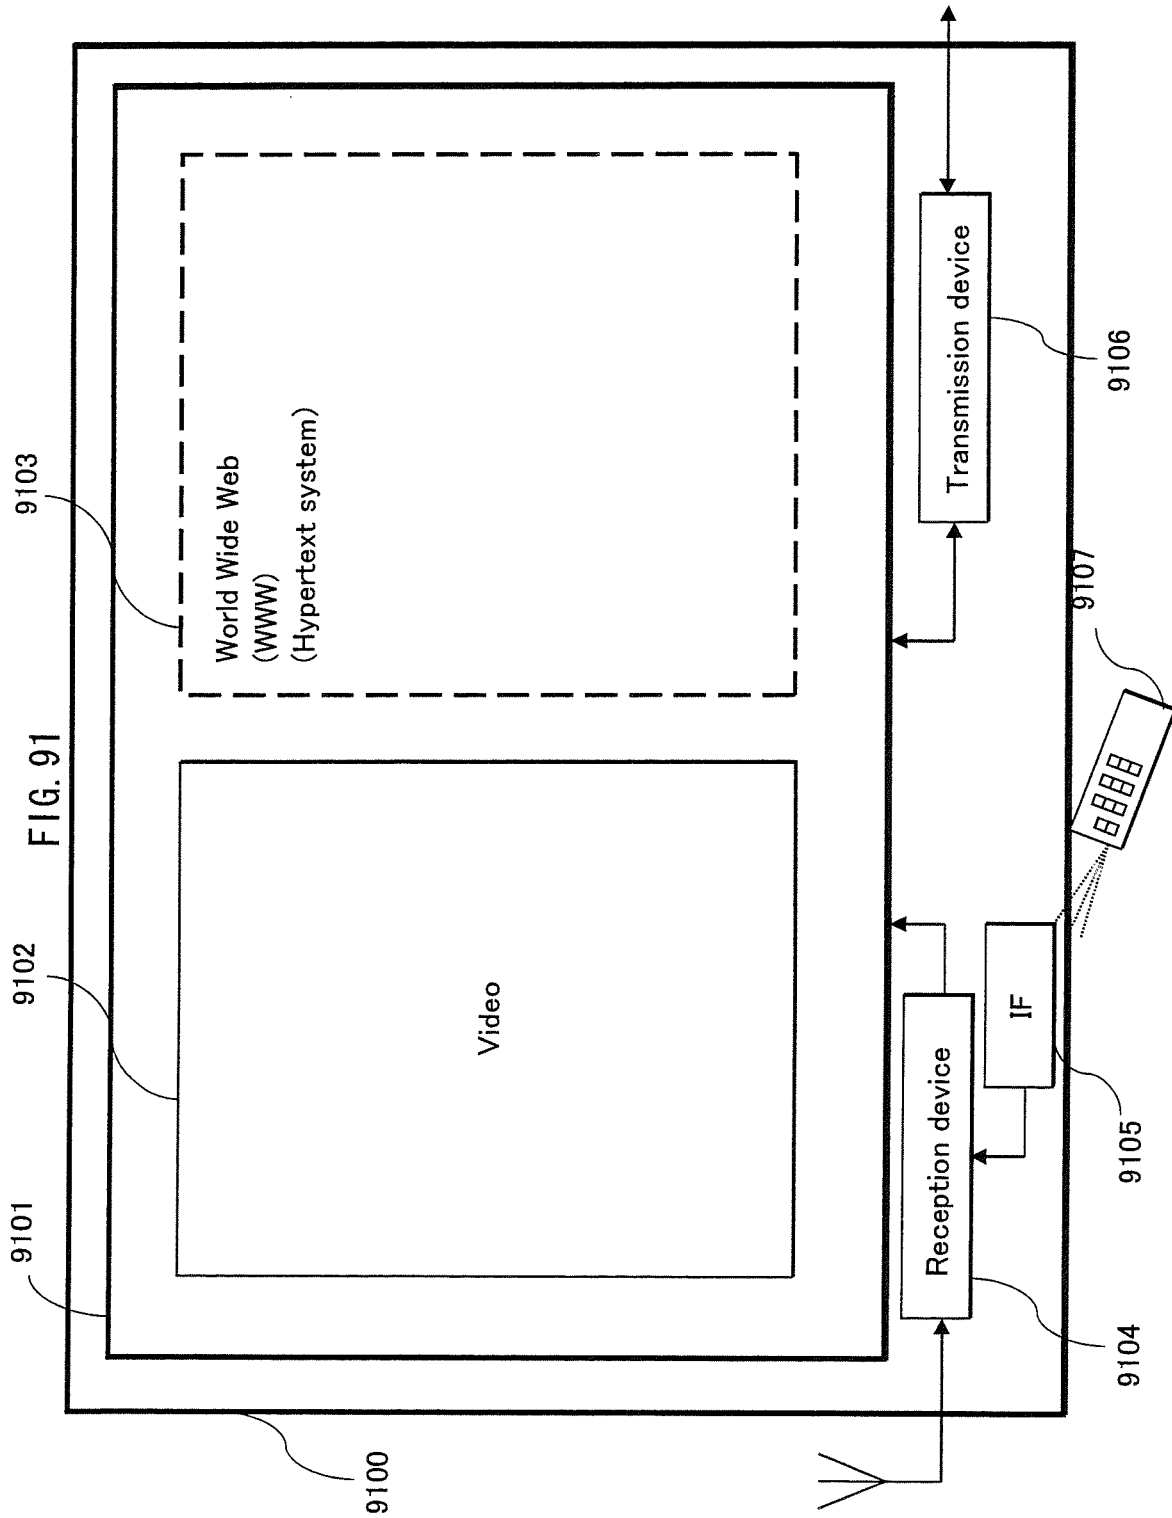 FIG. 91
9101
9102
9103
Video
World Wide Web
(WWW)
(Hypertext system)
9100
Reception device
IF
Transmission device
9104
9105
9107
9106